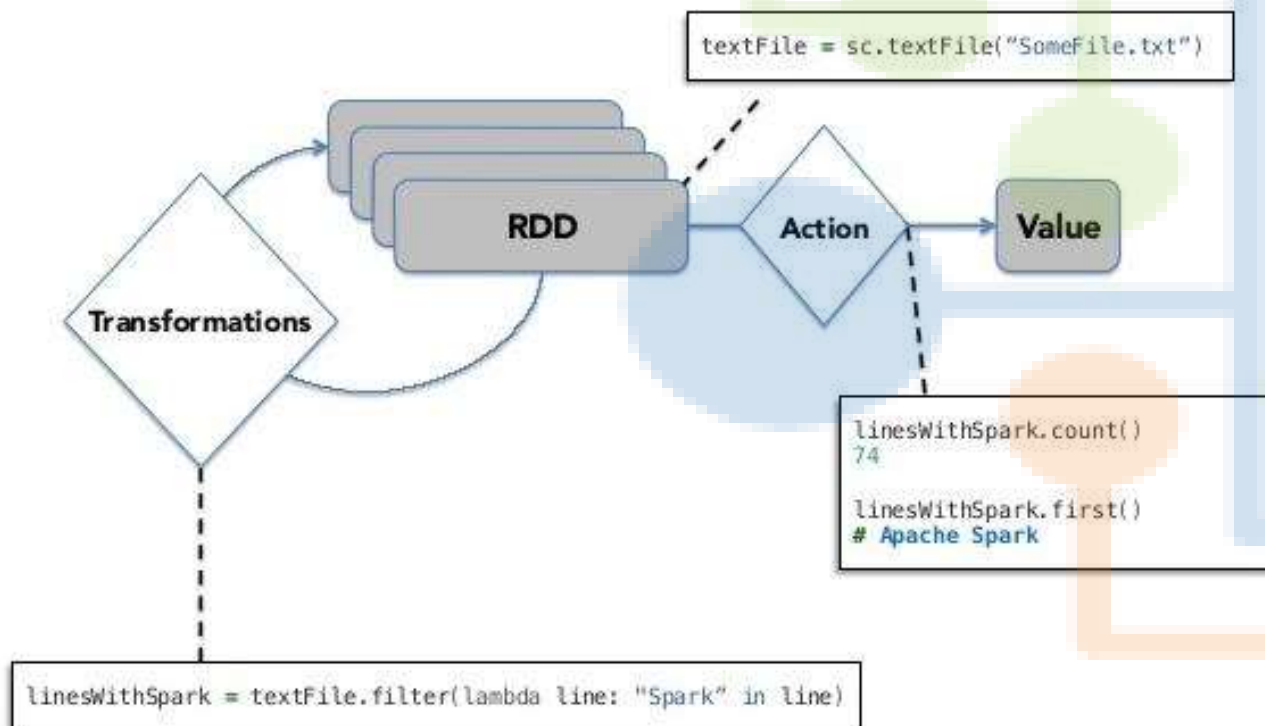 textFile = sc.textFile(“SomeFile.txt”)
RDD
Action
Value
Transformations
linesWithSpark.count()
74
linesWithSpark.first()
# Apache Spark
linesWithSpark = textFile.filter(lambda line: "Spark” in line)